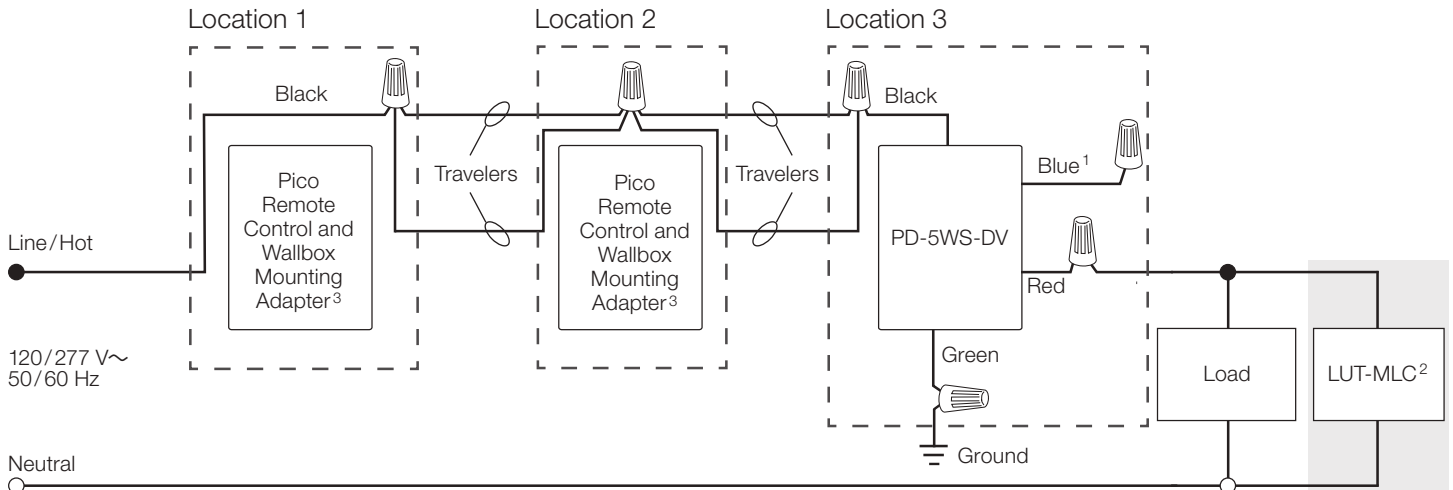 Location 1
Location 2
Location 3
Black
Black
Travelers
Travelers
Blue1
Pico
Remote
Control and
Wallbox
Mounting
Adapter3
Pico
Remote
Control and
Wallbox
Mounting
Adapter3
PD-5WS-DV
Line/Hot
Red
120/277 V~
50/60 Hz
Green
Load
LUT-MLC2
Ground
Neutral